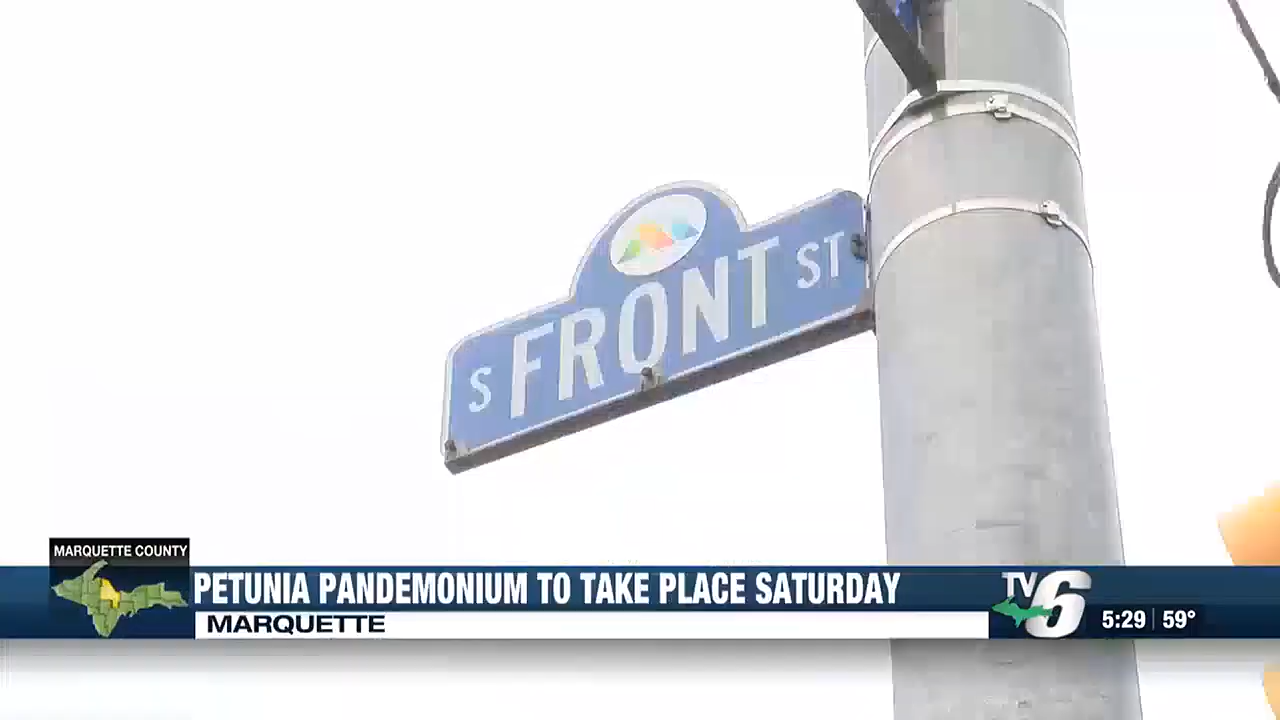 S FRONT ST
MARQUETTE COUNTY
PETUNIA PANDEMONIUM TO TAKE PLACE SATURDAY
MARQUETTE
TV6
5:29 59°